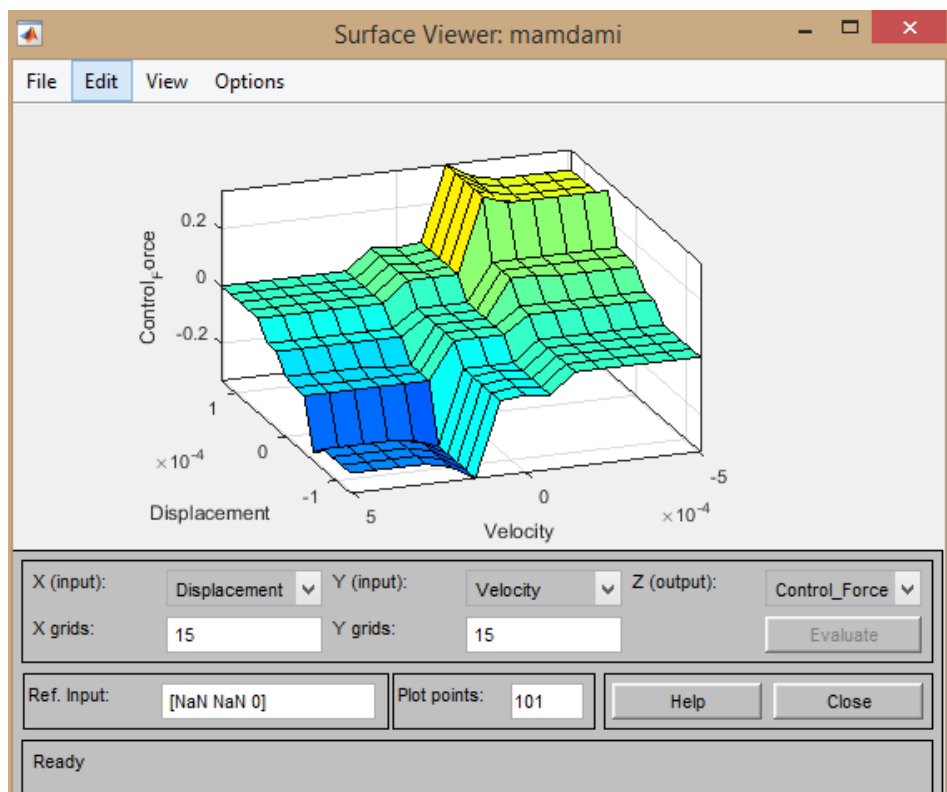 Surface Viewer: mamdami
File Edit View Options
0.2
0
-0.2
Control_Force
1
0
-1
×10-4
Displacement
5
0
-5
×10-4
Velocity
X (input): Displacement Y (input): Velocity Z (output): Control_Force
X grids: 15 Y grids: 15 Evaluate
Ref. Input: [NaN NaN 0] Plot points: 101 Help Close
Ready